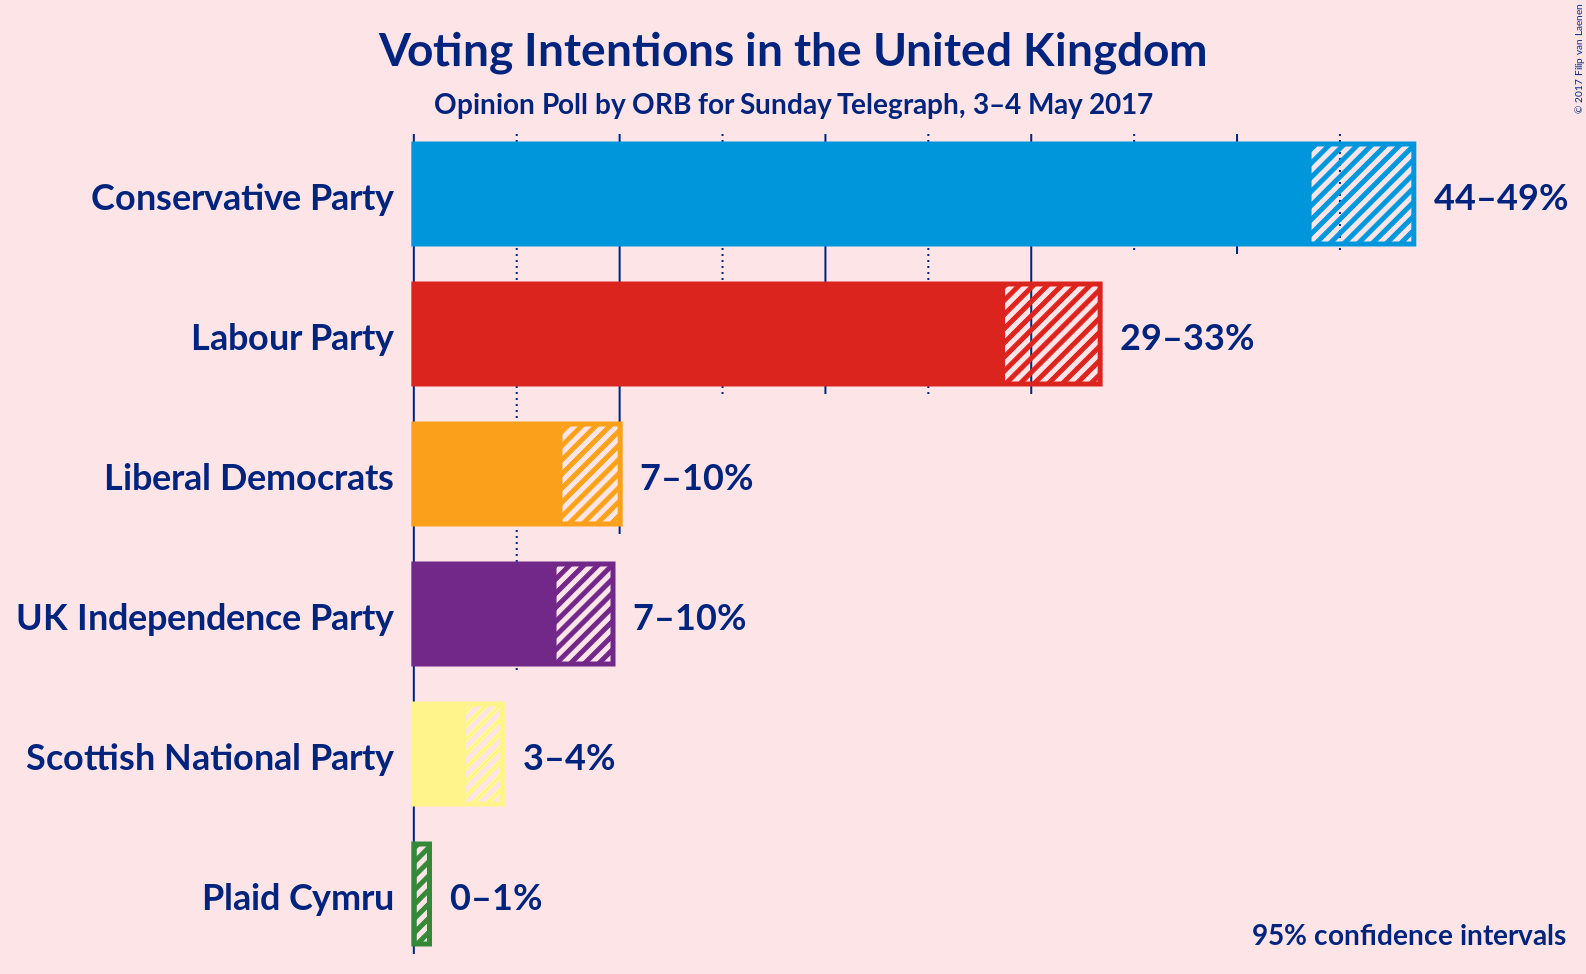 Voting Intentions in the United Kingdom
Opinion Poll by ORB for Sunday Telegraph, 3–4 May 2017
© 2017 Filip van Laenen
Conservative Party 44–49%
Labour Party 29–33%
Liberal Democrats 7–10%
UK Independence Party 7–10%
Scottish National Party 3–4%
Plaid Cymru 0–1%
95% confidence intervals